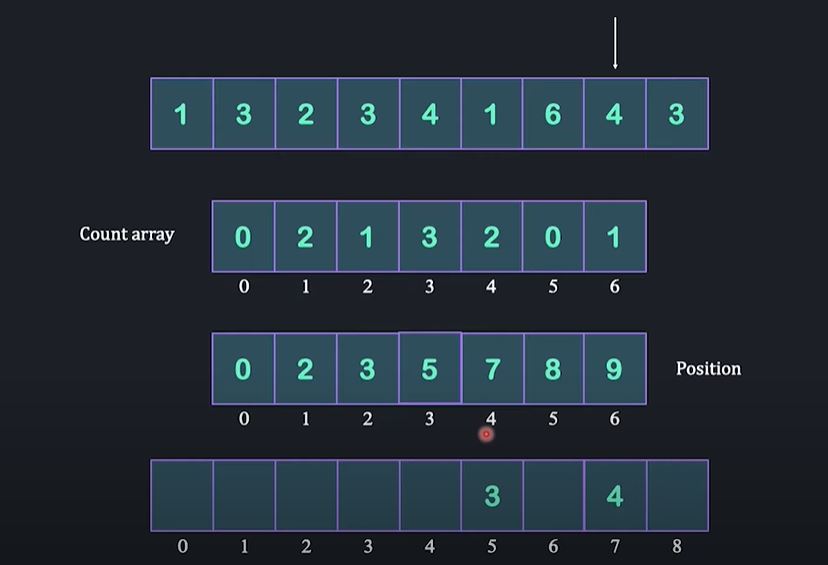 1 3 2 3 4 1 6 4 3
Count array 0 2 1 3 2 0 1
0 1 2 3 4 5 6
0 2 3 5 7 8 9 Position
0 1 2 3 4 5 6
3 4
0 1 2 3 4 5 6 7 8